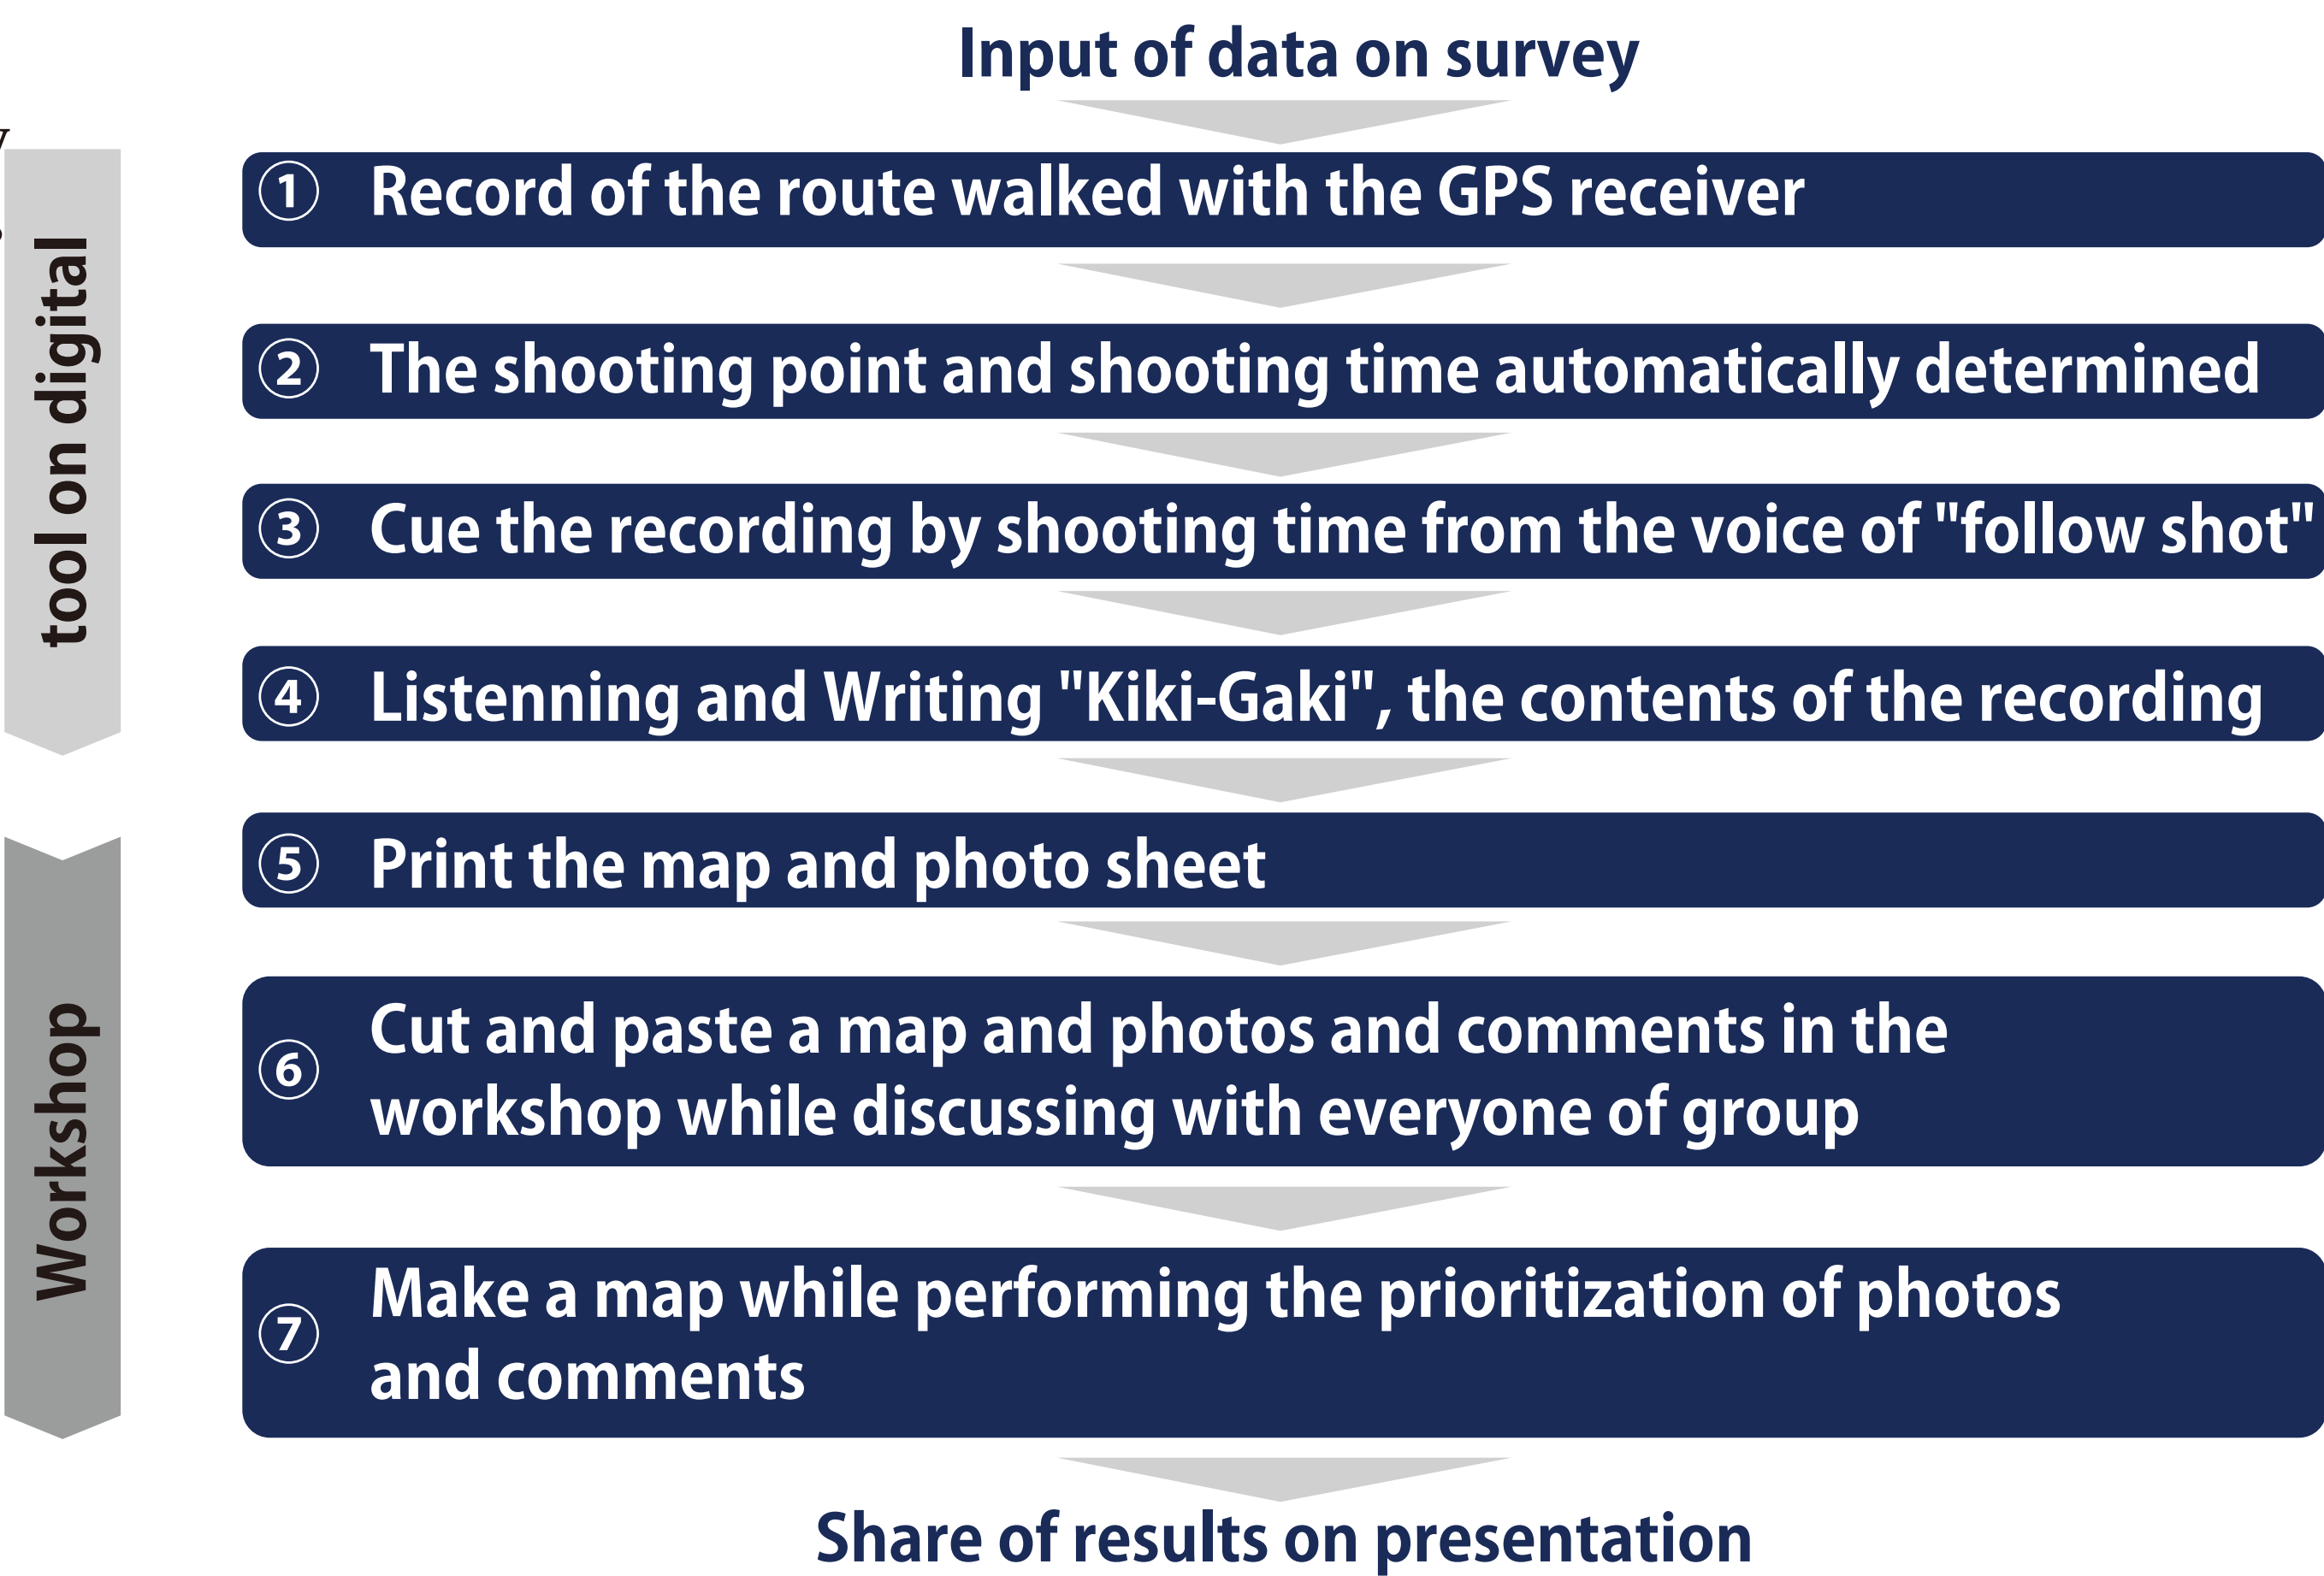 Input of data on survey
tool on digital
① Record of the route walked with the GPS receiver
② The shooting point and shooting time automatically determined
③ Cue the recording by shooting time from the voice of "follow shot"
④ Listenning and Writing "Kiki-Gaki", the contents of the recording
Workshop
⑤ Print the map and photo sheet
⑥ Cut and paste a map and photos and comments in the
workshop while discussing with everyone of group
⑦ Make a map while performing the prioritization of photos
and comments
Share of results on presentation